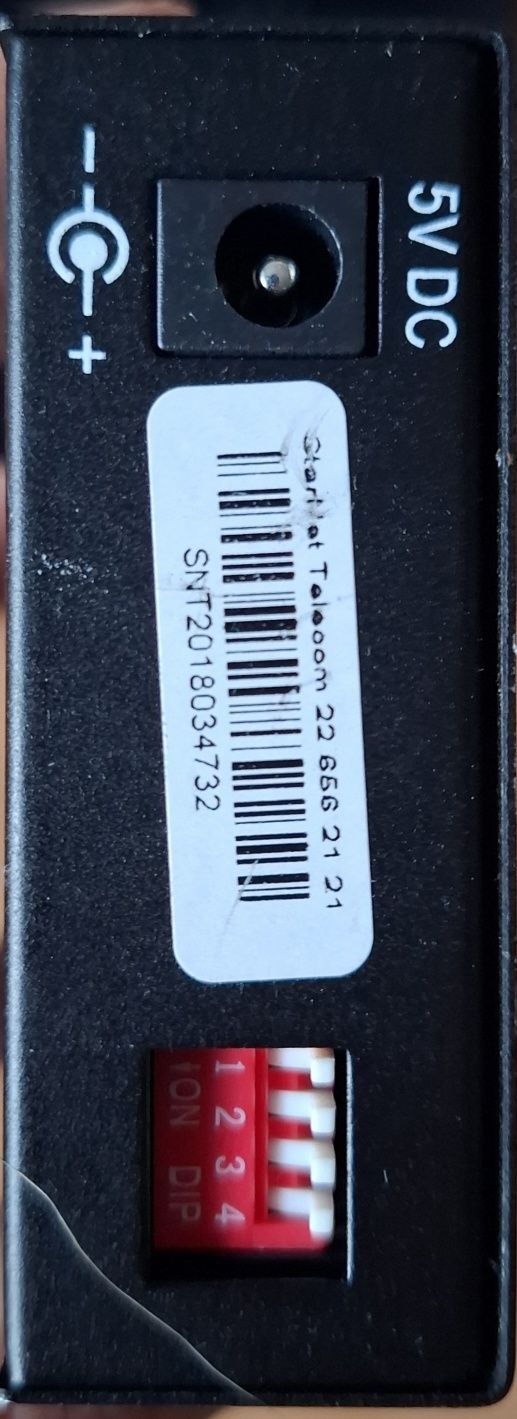 5V DC
- +
StarNet Telecom 22 656 21 21
SNT2018034732
1 2 3 4
ON DIP